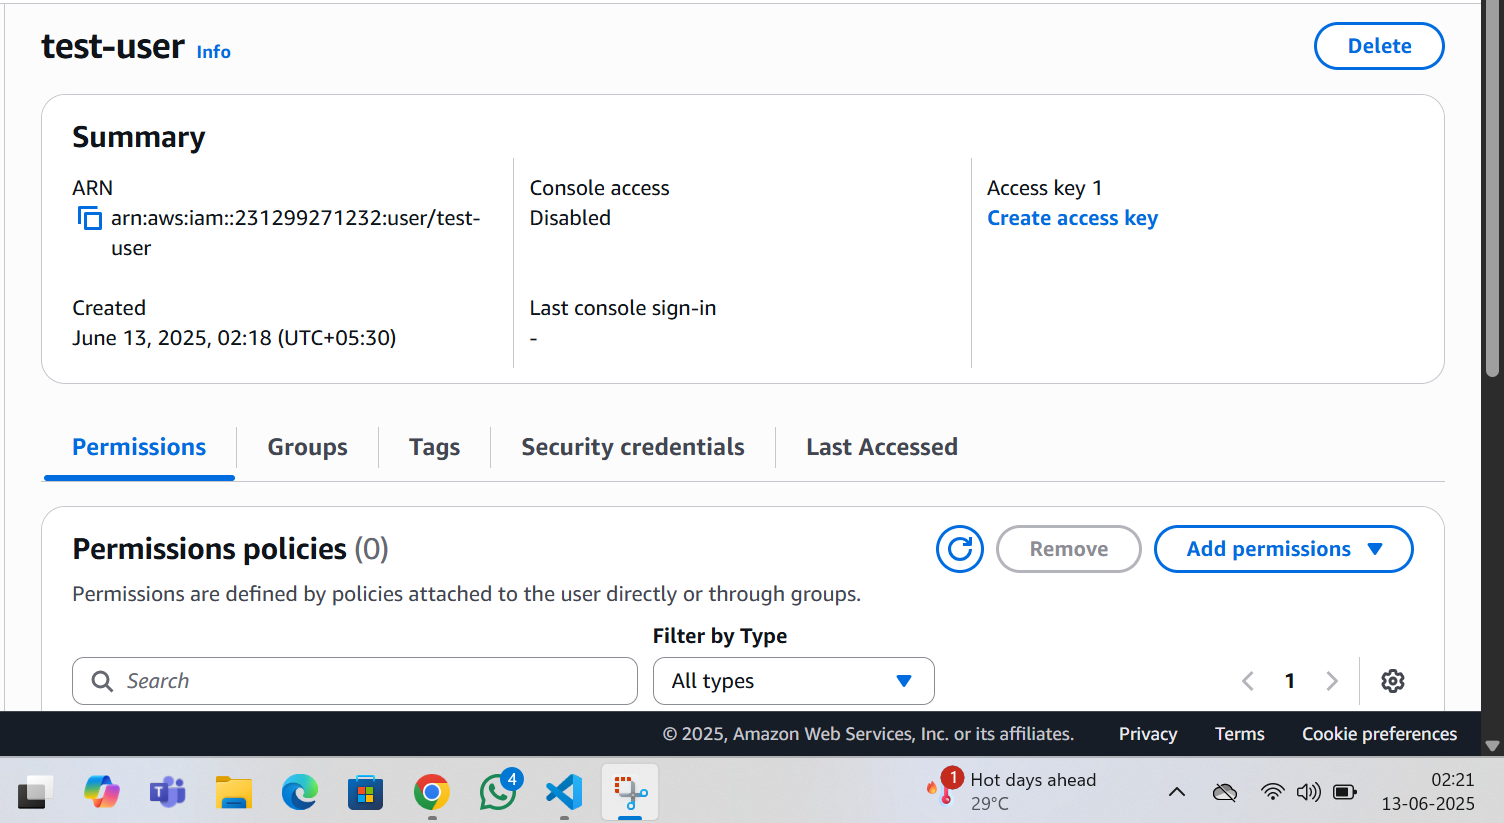 test-user Info
Delete
Summary
ARN
arn:aws:iam::231299271232:user/test-
user
Created
June 13, 2025, 02:18 (UTC+05:30)
Console access
Disabled
Last console sign-in
-
Access key 1
Create access key
Permissions
Groups
Tags
Security credentials
Last Accessed
Permissions policies (0)
Remove
Add permissions
Permissions are defined by policies attached to the user directly or through groups.
Filter by Type
Search
All types
1
© 2025, Amazon Web Services, Inc. or its affiliates.
Privacy
Terms
Cookie preferences
4
1
Hot days ahead
29°C
02:21
13-06-2025